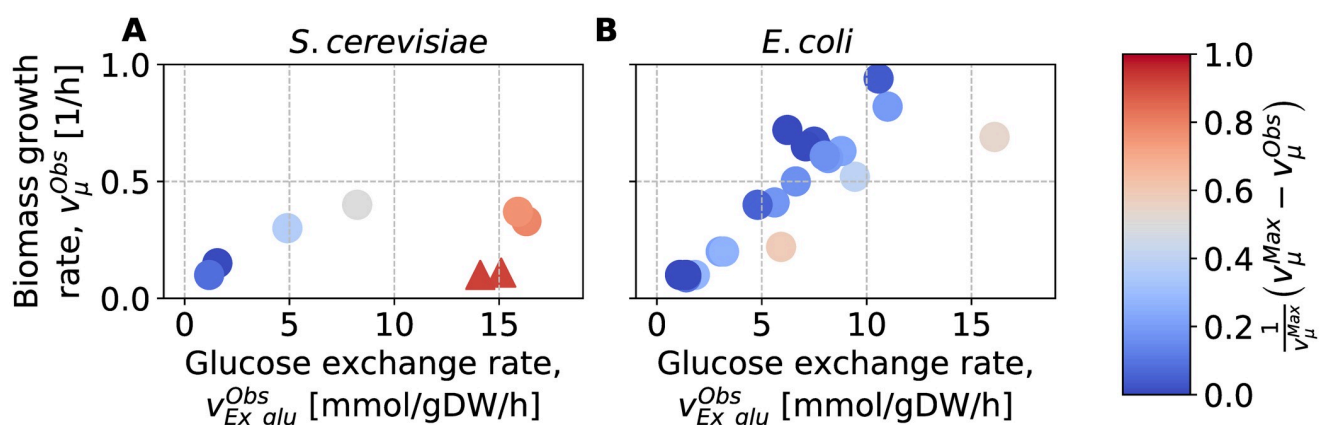 A
S. cerevisiae
B
E. coli
Biomass growth
rate, v_μ^Obs [1/h]
1.0
0.5
0.0
0 5 10 15
0 5 10 15
Glucose exchange rate,
v_Ex_glu^Obs [mmol/gDW/h]
Glucose exchange rate,
v_Ex_glu^Obs [mmol/gDW/h]
1.0
0.8
0.6
0.4
0.2
0.0
1/v_μ^Max (v_μ^Max − v_μ^Obs)